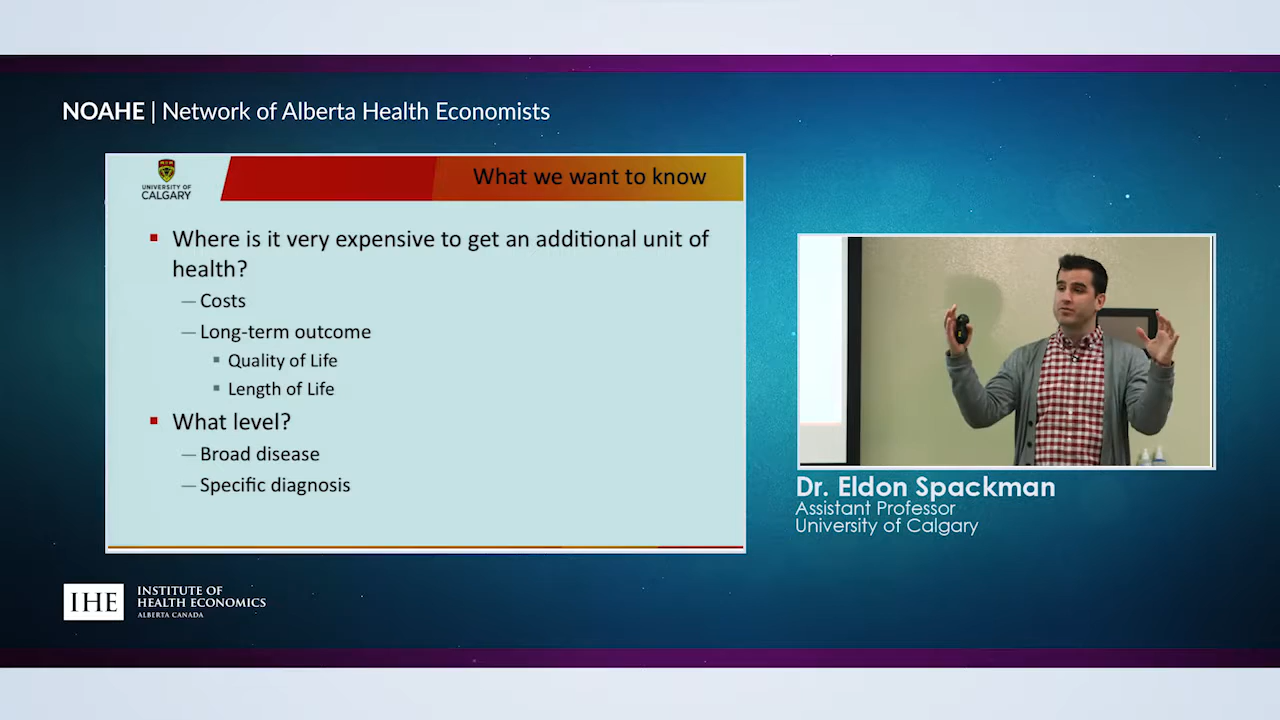 NOAHE | Network of Alberta Health Economists
UNIVERSITY OF
CALGARY
What we want to know
Where is it very expensive to get an additional unit of
health?
Costs
Long-term outcome
Quality of Life
Length of Life
What level?
Broad disease
Specific diagnosis
Dr. Eldon Spackman
Assistant Professor
University of Calgary
IHE
INSTITUTE OF
HEALTH ECONOMICS
ALBERTA CANADA